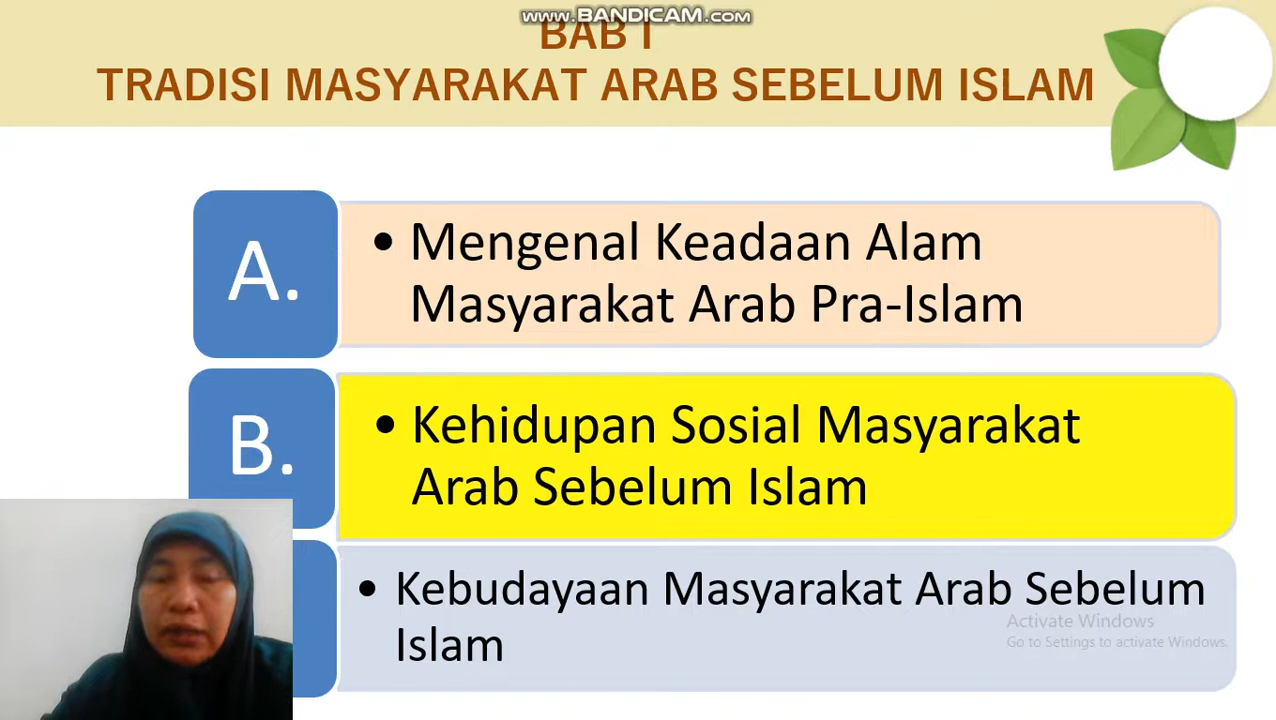 www.BANDICAM.com
BAB I
TRADISI MASYARAKAT ARAB SEBELUM ISLAM
A.
• Mengenal Keadaan Alam
Masyarakat Arab Pra-Islam
B.
• Kehidupan Sosial Masyarakat
Arab Sebelum Islam
• Kebudayaan Masyarakat Arab Sebelum
Islam
Activate Windows
Go to Settings to activate Windows.